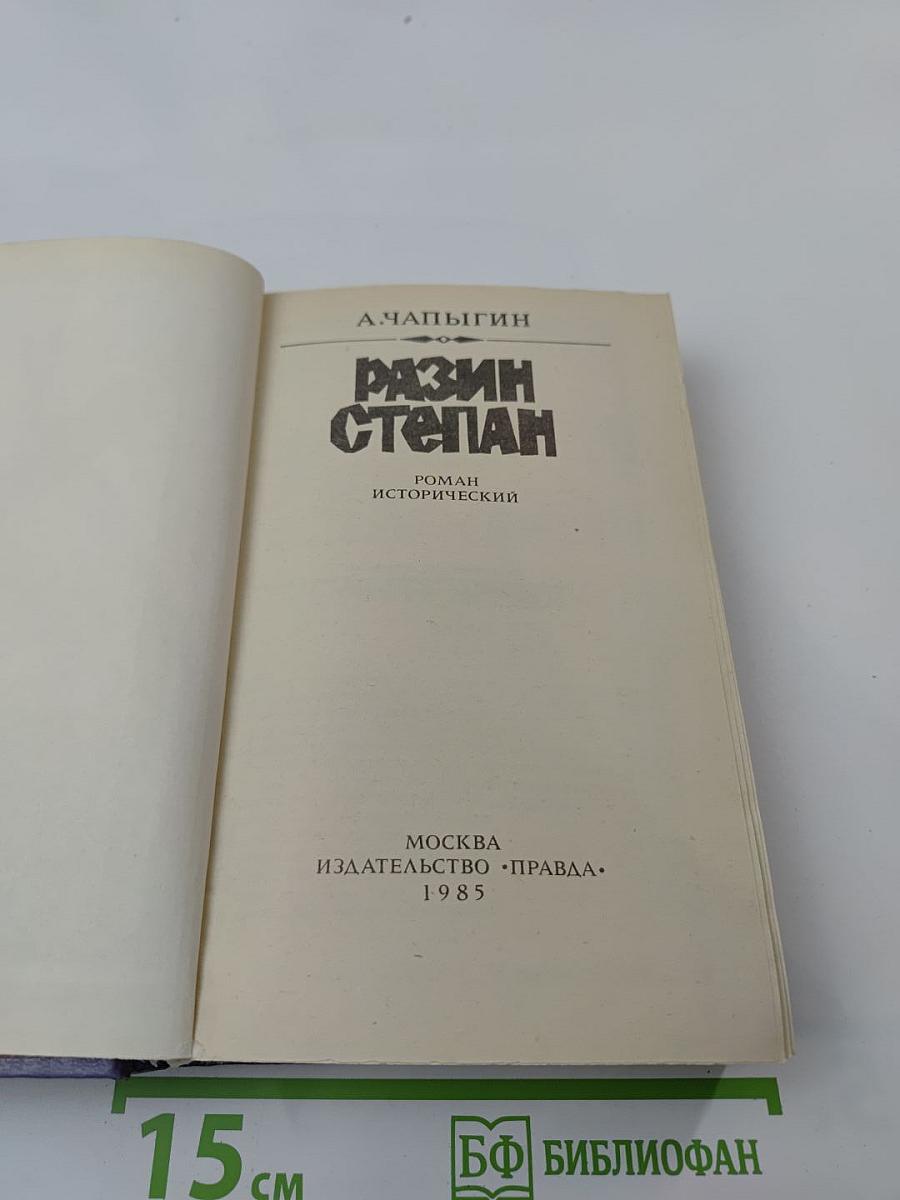 А.ЧАПЫГИН
РАЗИН
СТЕПАН
РОМАН
ИСТОРИЧЕСКИЙ
МОСКВА
ИЗДАТЕЛЬСТВО «ПРАВДА»
1985
15 см
БФ БИБЛИОФАН